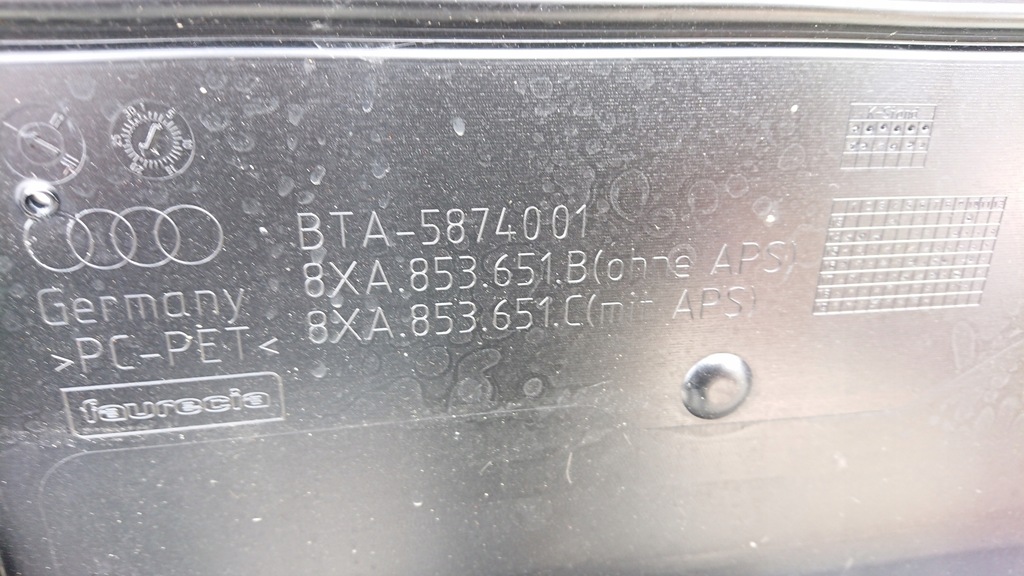 BTA-5874001
8XA.853.651.B(ohne APS)
8XA.853.651.C(mit APS)
Germany
>PC-PET<
faurecia